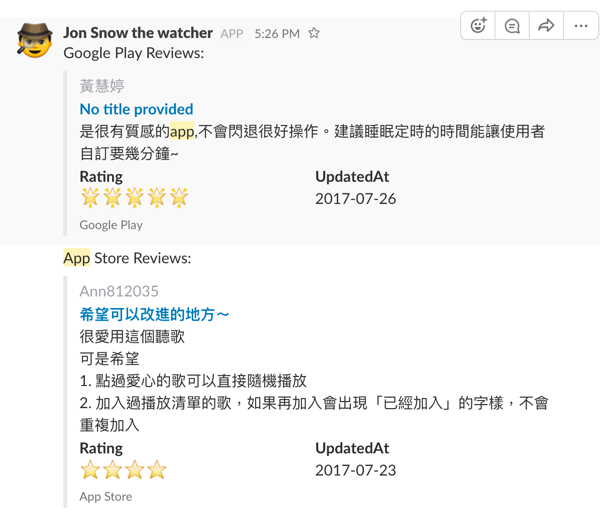 Jon Snow the watcher APP 5:26 PM
Google Play Reviews:
黃慧婷
No title provided
是很有質感的app,不會閃退很好操作。建議睡眠定時的時間能讓使用者
自訂要幾分鐘~
Rating UpdatedAt
2017-07-26
Google Play
App Store Reviews:
Ann812035
希望可以改進的地方～
很愛用這個聽歌
可是希望
1. 點過愛心的歌可以直接隨機播放
2. 加入過播放清單的歌，如果再加入會出現「已經加入」的字樣，不會
重複加入
Rating UpdatedAt
2017-07-23
App Store